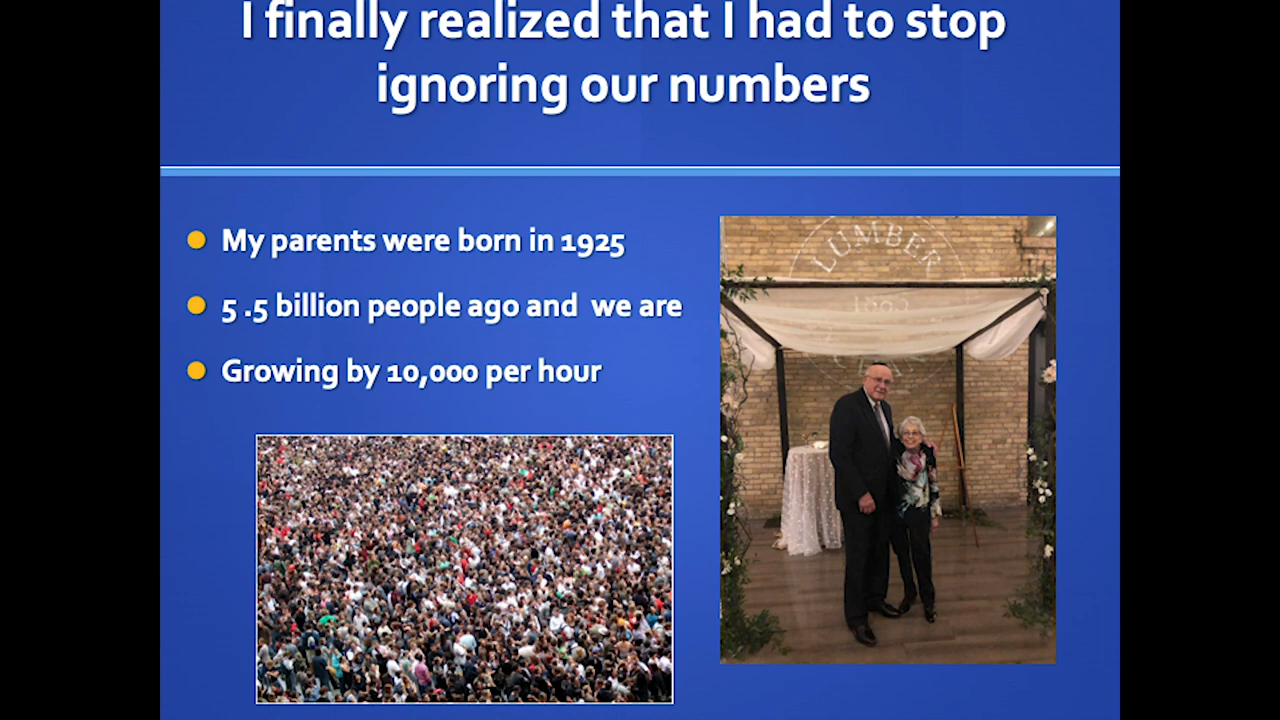 I finally realized that I had to stop
ignoring our numbers
My parents were born in 1925
5 .5 billion people ago and  we are
Growing by 10,000 per hour
LUMBER